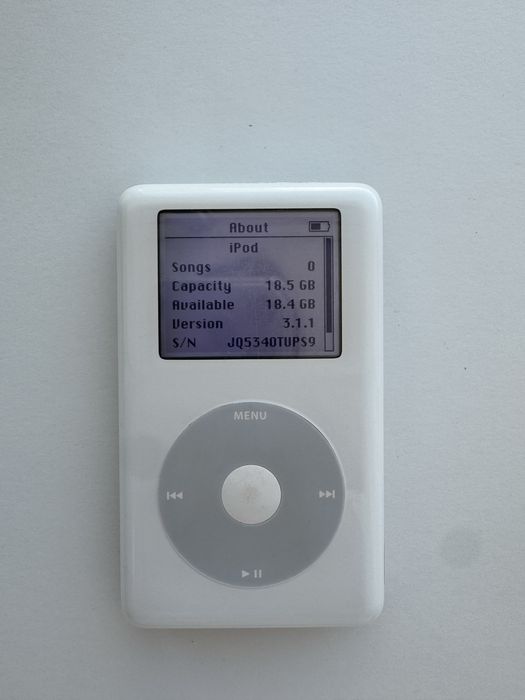 About
iPod
Songs 0
Capacity 18.5 GB
Available 18.4 GB
Version 3.1.1
S/N JQ5340TUPS9
MENU